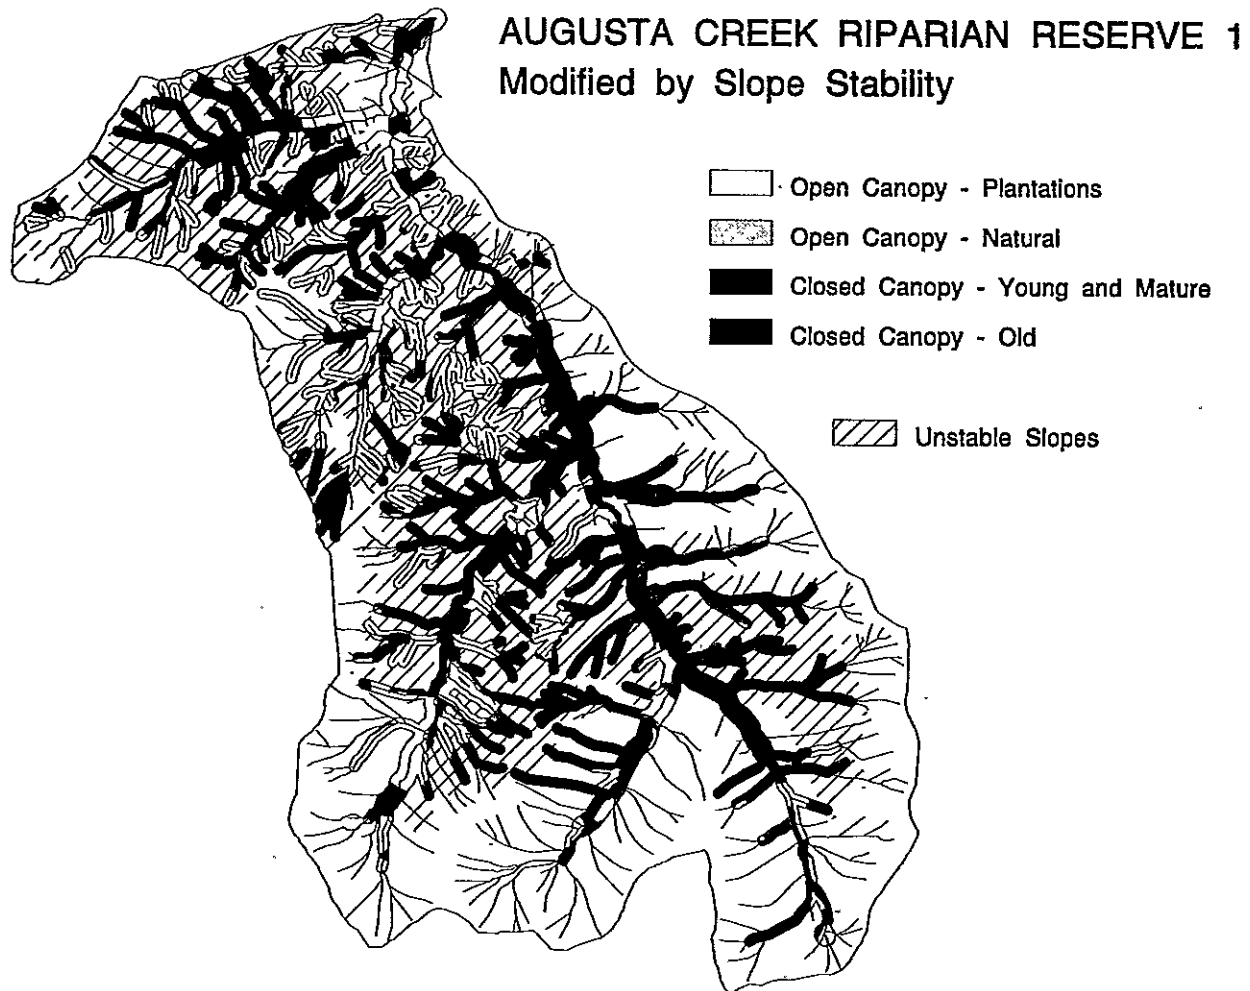 AUGUSTA CREEK RIPARIAN RESERVE 1
Modified by Slope Stability
Open Canopy - Plantations
Open Canopy - Natural
Closed Canopy - Young and Mature
Closed Canopy - Old
Unstable Slopes